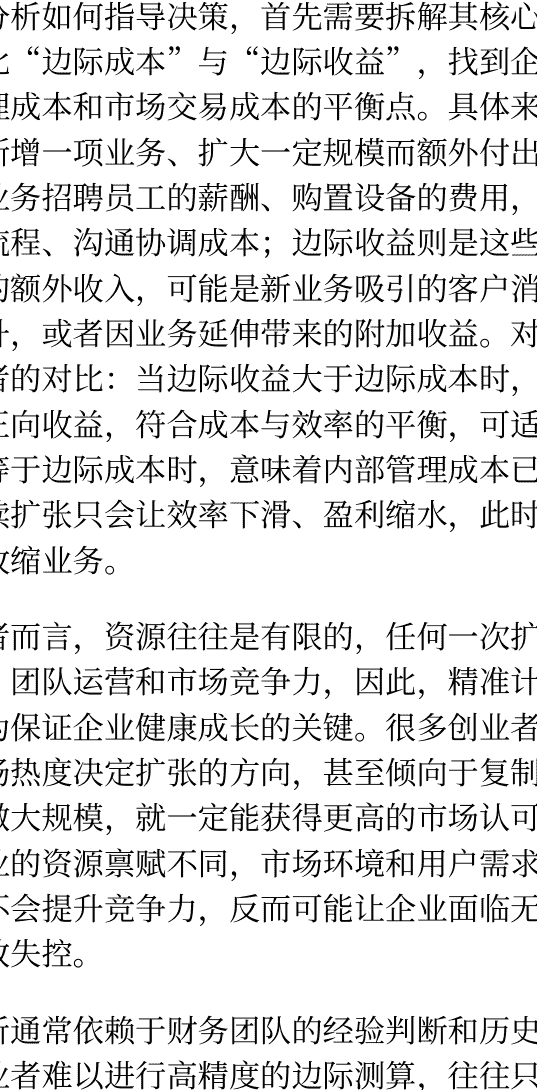 分析如何指导决策，首先需要拆解其核心
比“边际成本”与“边际收益”，找到企
理成本和市场交易成本的平衡点。具体来
新增一项业务、扩大一定规模而额外付出
业务招聘员工的薪酬、购置设备的费用，
流程、沟通协调成本；边际收益则是这些
的额外收入，可能是新业务吸引的客户消
升，或者因业务延伸带来的附加收益。对
者的对比：当边际收益大于边际成本时，
正向收益，符合成本与效率的平衡，可适
等于边际成本时，意味着内部管理成本已
续扩张只会让效率下滑、盈利缩水，此时
收缩业务。
者而言，资源往往是有限的，任何一次扩
、团队运营和市场竞争力，因此，精准计
为保证企业健康成长的关键。很多创业者
场热度决定扩张的方向，甚至倾向于复制
做大规模，就一定能获得更高的市场认可
业的资源禀赋不同，市场环境和用户需求
不会提升竞争力，反而可能让企业面临无
效失控。
析通常依赖于财务团队的经验判断和历史
业者难以进行高精度的边际测算，往往只